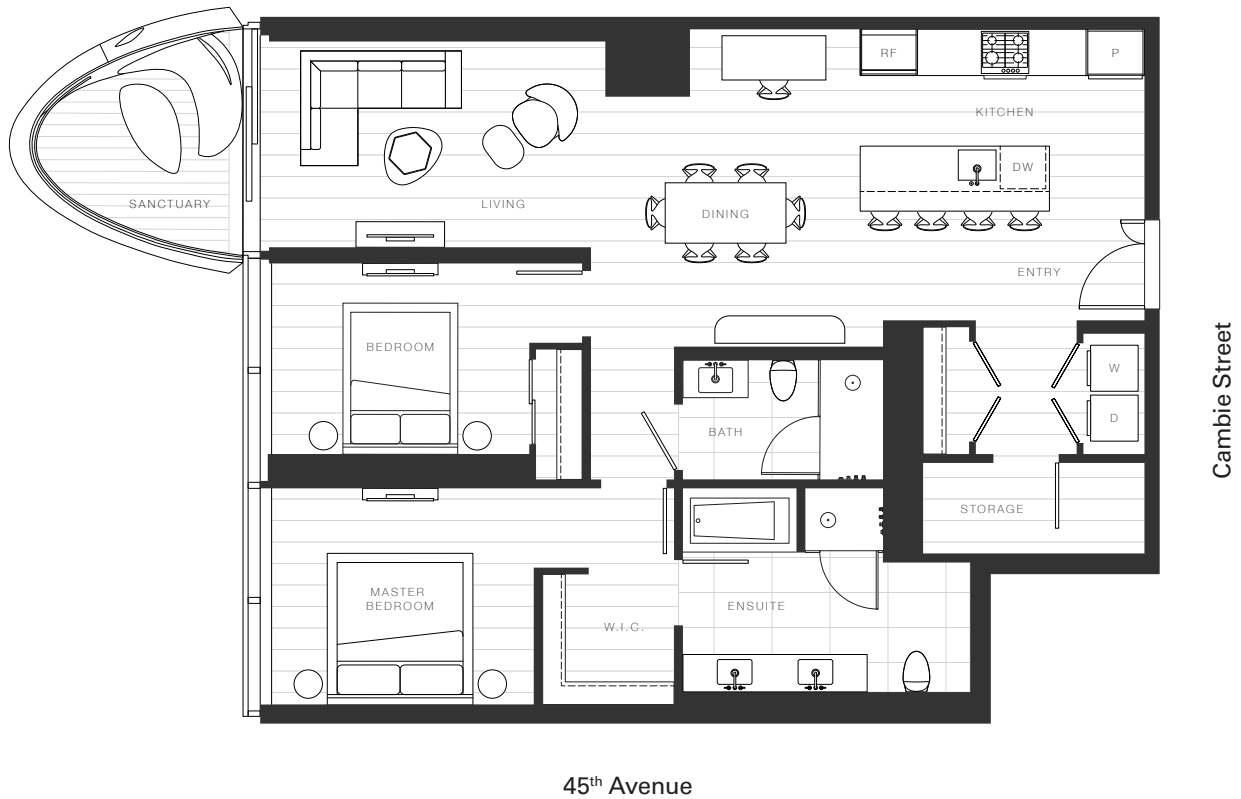 RF
P
KITCHEN
DW
SANCTUARY
LIVING
DINING
ENTRY
BEDROOM
W
D
BATH
STORAGE
MASTER
BEDROOM
ENSUITE
W.I.C.
Cambie Street
45th Avenue